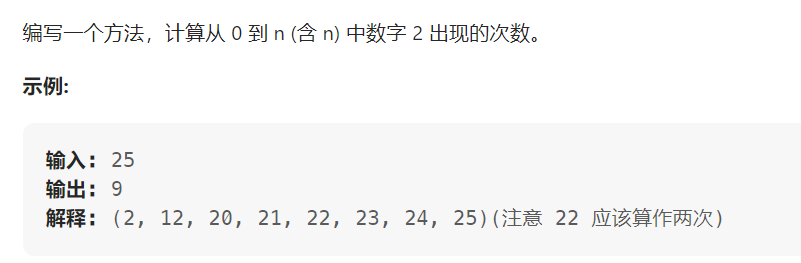 编写一个方法，计算从 0 到 n (含 n) 中数字 2 出现的次数。
示例:
输入: 25
输出: 9
解释: (2, 12, 20, 21, 22, 23, 24, 25)(注意 22 应该算作两次)